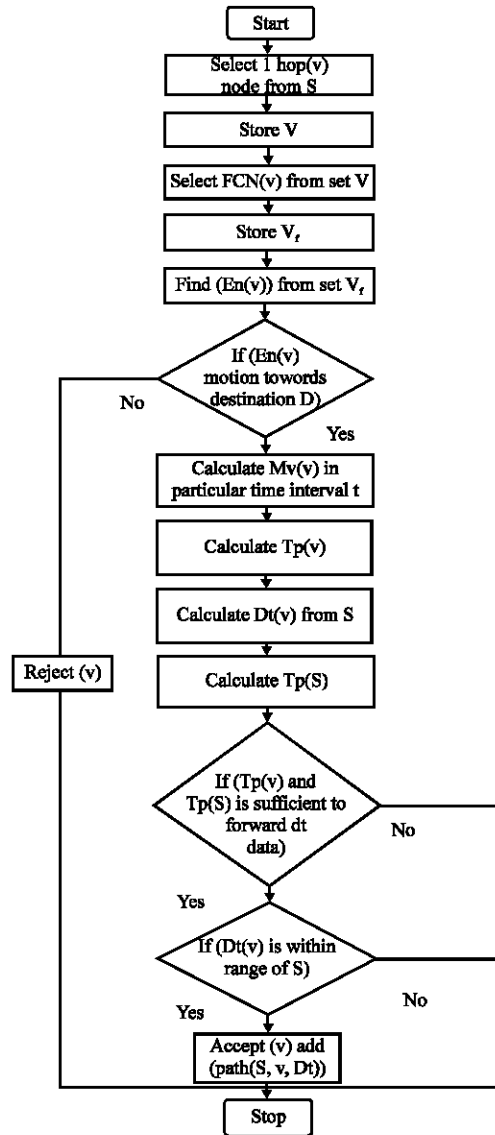 Start
Select 1 hop(v)
node from S
Store V
Select FCN(v) from set V
Store Vf
Find (En(v)) from set Vf
If (En(v)
motion towards
destination D)
No
Yes
Calculate Mv(v) in
particular time interval t
Calculate Tp(v)
Calculate Dt(v) from S
Reject (v)
Calculate Tp(S)
If (Tp(v) and
Tp(S) is sufficient to
forward dt
data)
No
Yes
If (Dt(v) is within
range of S)
No
Yes
Accept (v) add
(path(S, v, Dt))
Stop